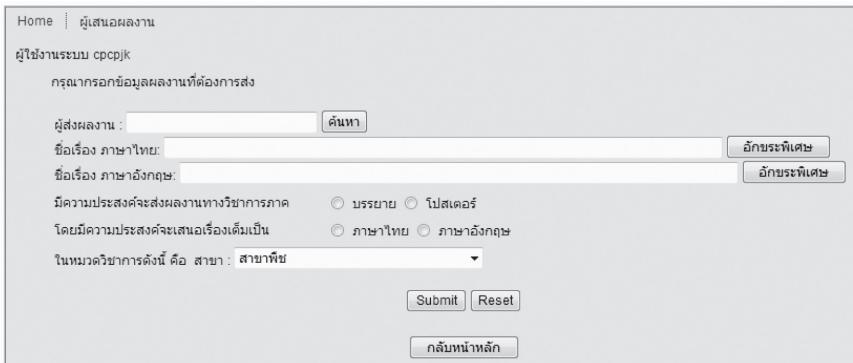 Home ผู้เสนอผลงาน
ผู้ใช้งานระบบ cpcpjk
กรุณากรอกข้อมูลผลงานที่ต้องการส่ง
ผู้ส่งผลงาน : ค้นหา
ชื่อเรื่อง ภาษาไทย: อักขระพิเศษ
ชื่อเรื่อง ภาษาอังกฤษ: อักขระพิเศษ
มีความประสงค์จะส่งผลงานทางวิชาการภาค บรรยาย โปสเตอร์
โดยมีความประสงค์จะเสนอเรื่องเต็มเป็น ภาษาไทย ภาษาอังกฤษ
ในหมวดวิชาการดังนี้ คือ สาขา : สาขาพืช
Submit Reset
กลับหน้าหลัก